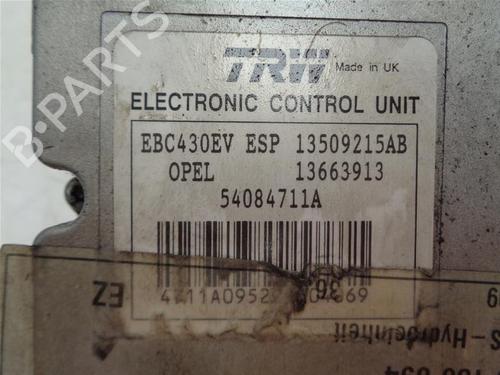 B-PARTS
TRW Made in UK
ELECTRONIC CONTROL UNIT
EBC430EV ESP 13509215AB
OPEL 13663913
54084711A
EZ
S - Hydroeinheit